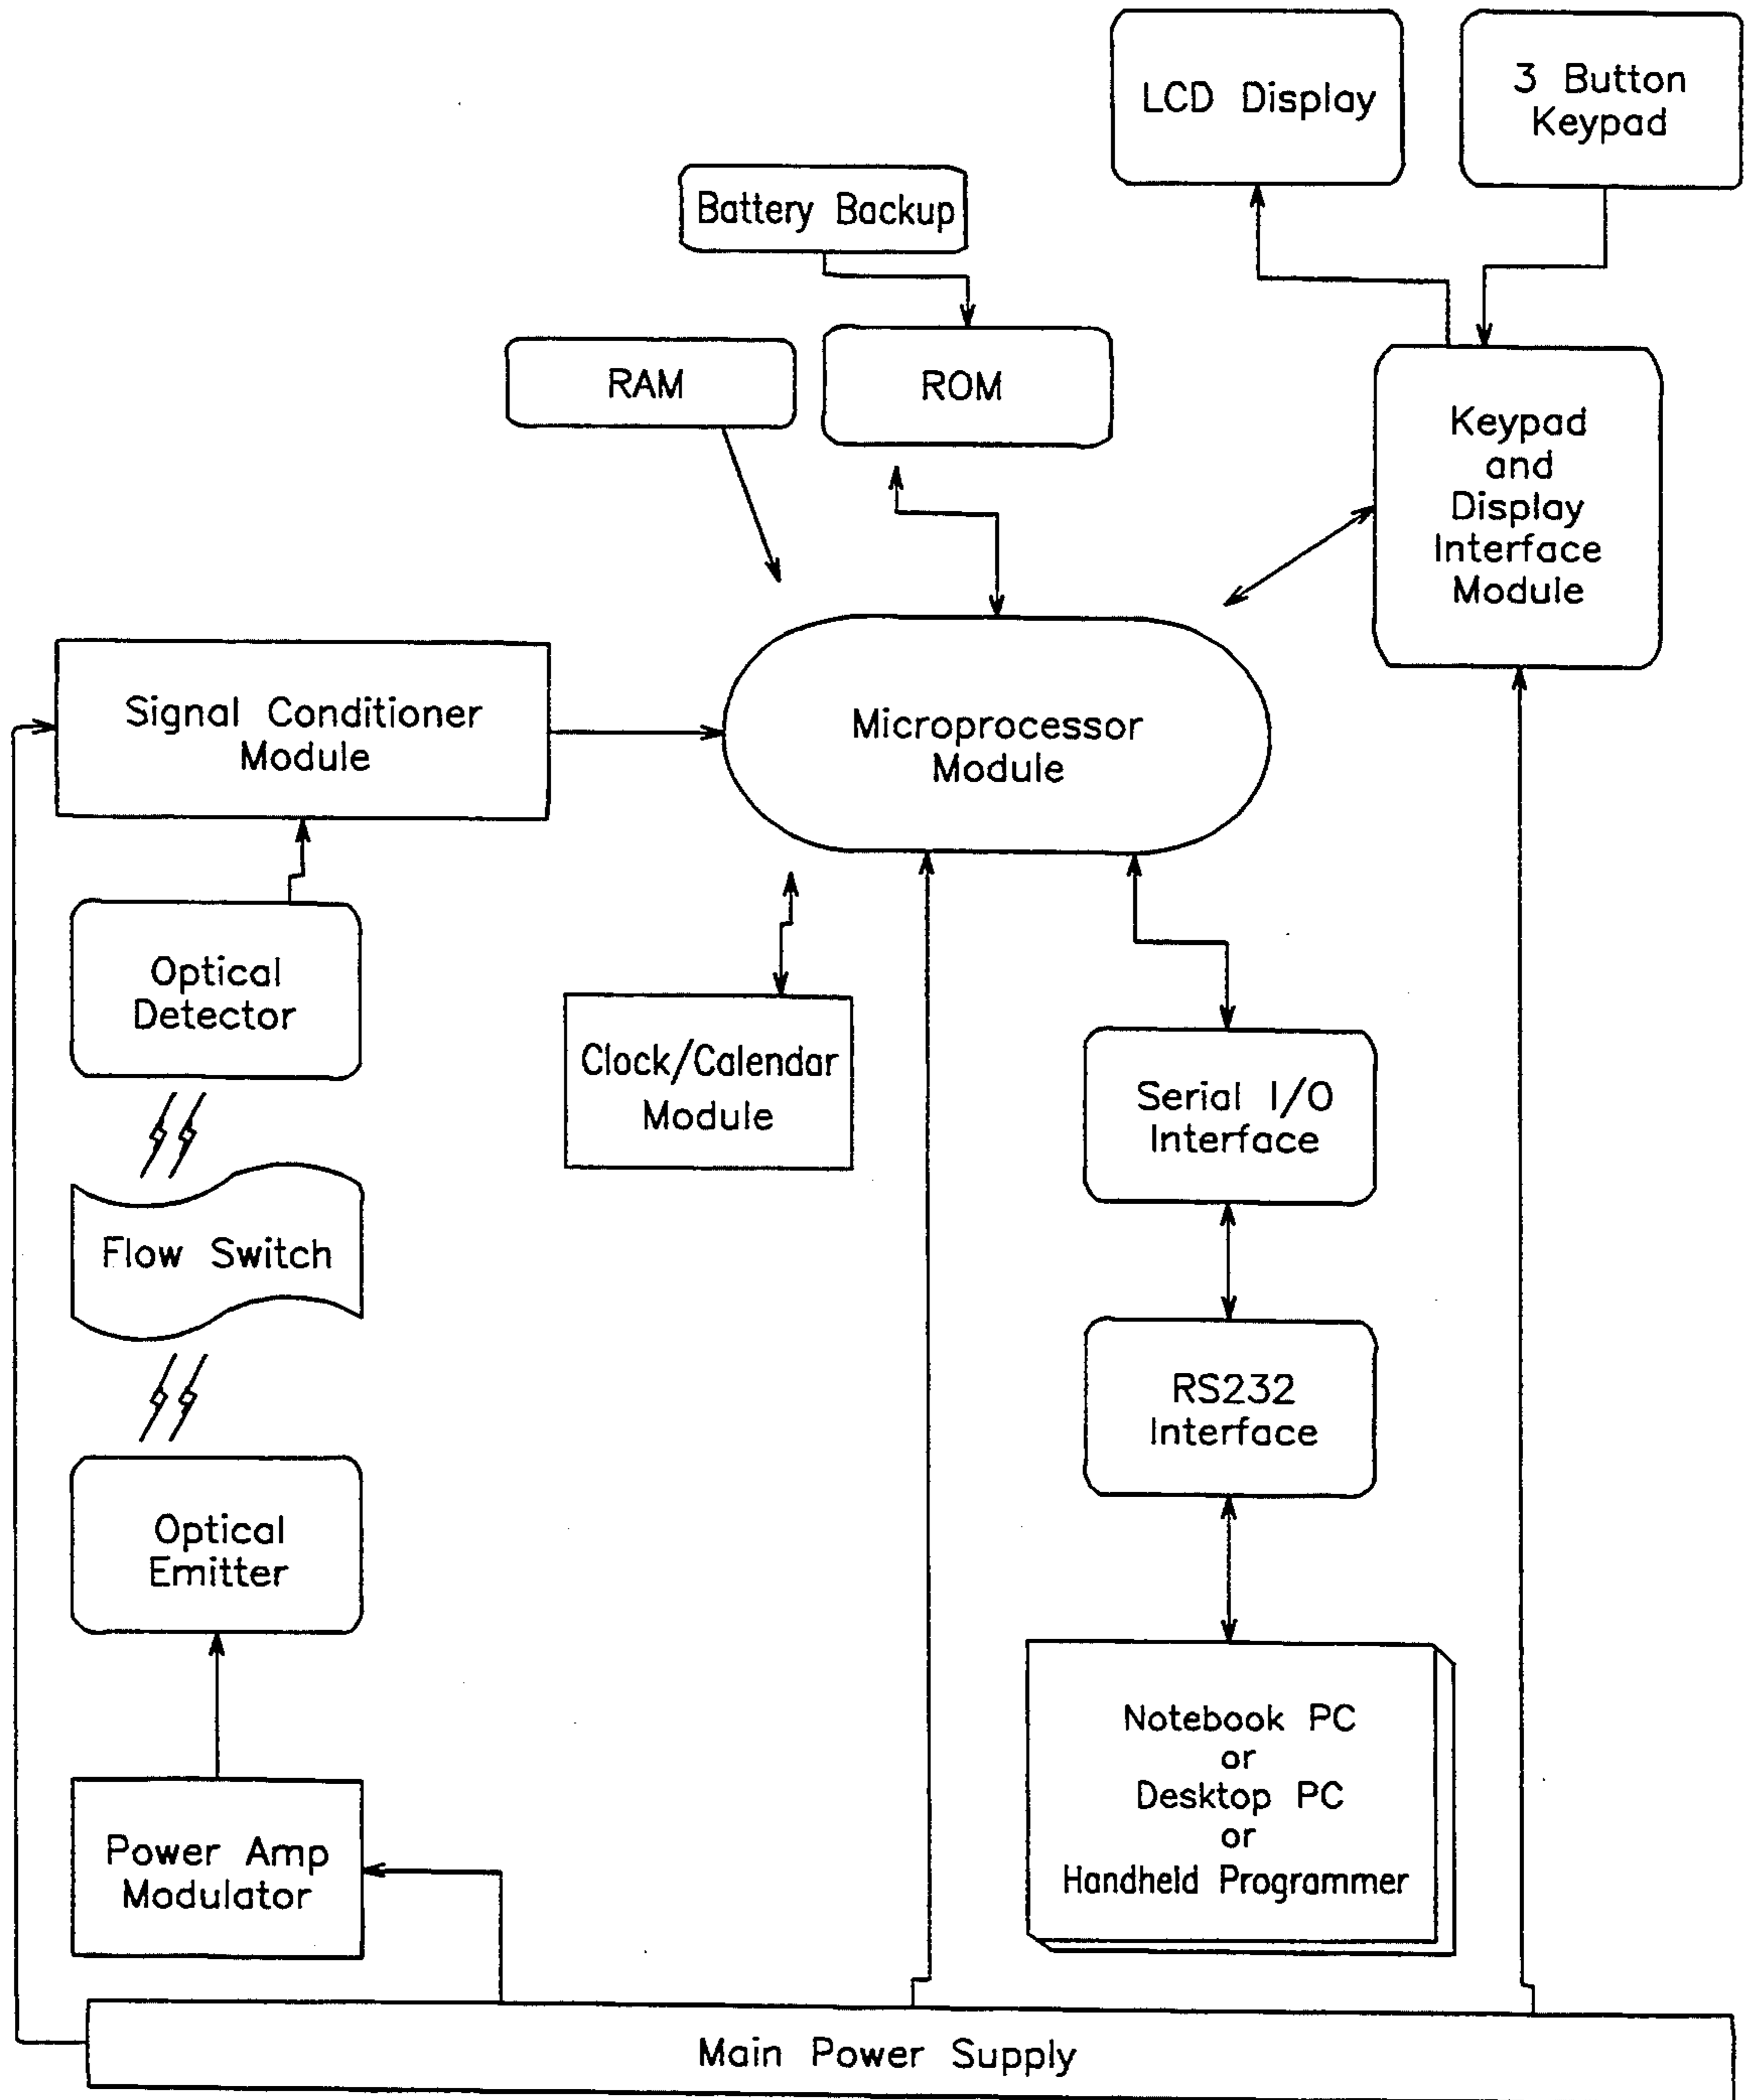 LCD Display
3 Button
Keypad
Battery Backup
RAM
ROM
Keypad
and
Display
Interface
Module
Signal Conditioner
Module
Microprocessor
Module
Optical
Detector
Clock/Calendar
Module
Serial I/O
Interface
Flow Switch
RS232
Interface
Optical
Emitter
Notebook PC
or
Desktop PC
or
Handheld Programmer
Power Amp
Modulator
Main Power Supply